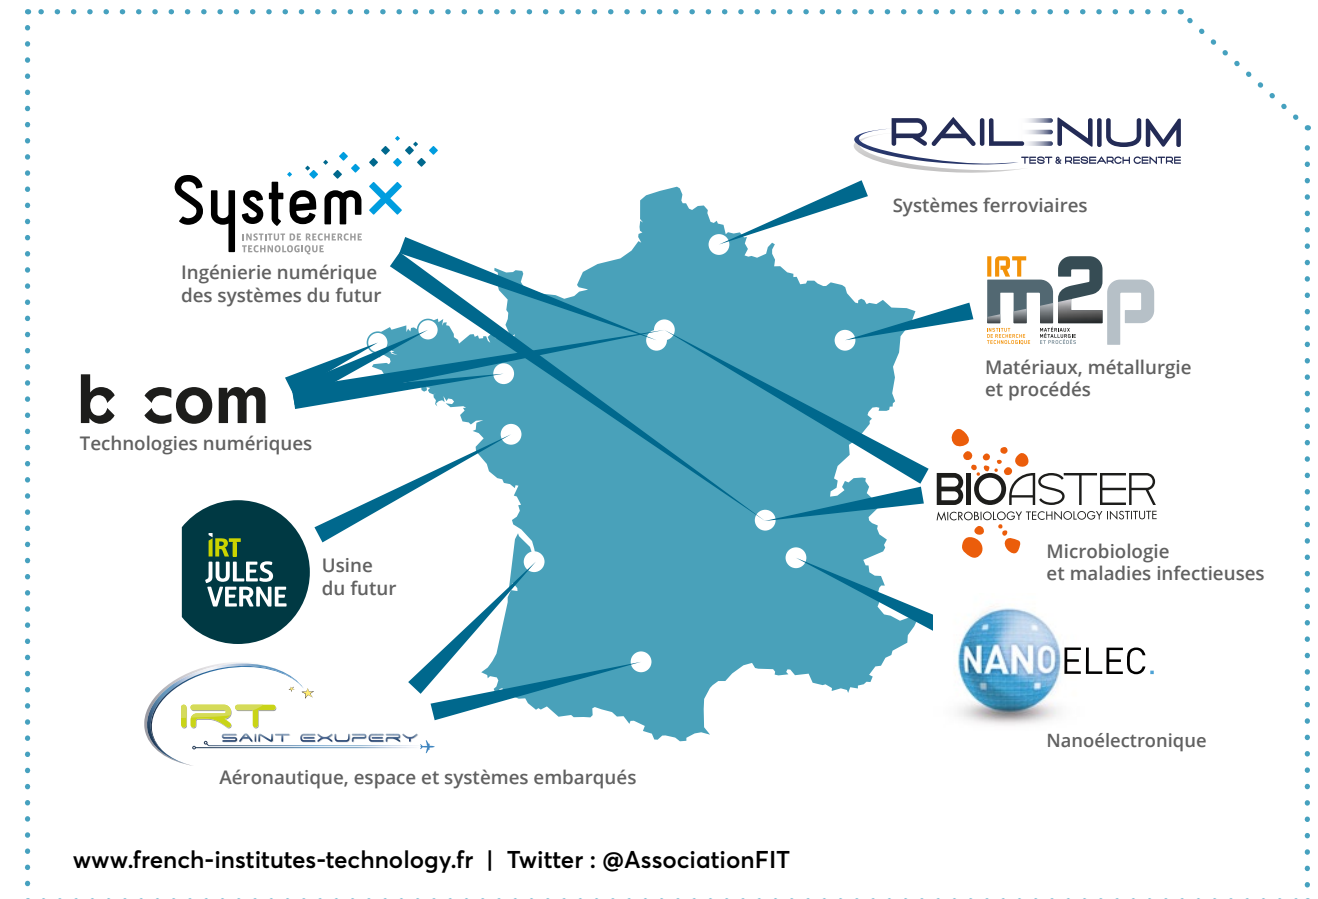 RAILENIUM
TEST & RESEARCH CENTRE
Systèmes ferroviaires
SystemX
INSTITUT DE RECHERCHE
TECHNOLOGIQUE
Ingénierie numérique
des systèmes du futur
IRT
m2p
INSTITUT
DE RECHERCHE
TECHNOLOGIQUE
MATÉRIAUX
MÉTALLURGIE
ET PROCÉDÉS
Matériaux, métallurgie
et procédés
b com
Technologies numériques
BIOASTER
MICROBIOLOGY TECHNOLOGY INSTITUTE
Microbiologie
et maladies infectieuses
iRT
JULES
VERNE
Usine
du futur
NANOELEC.
Nanoélectronique
IRT
SAINT EXUPERY
Aéronautique, espace et systèmes embarqués
www.french-institutes-technology.fr | Twitter : @AssociationFIT